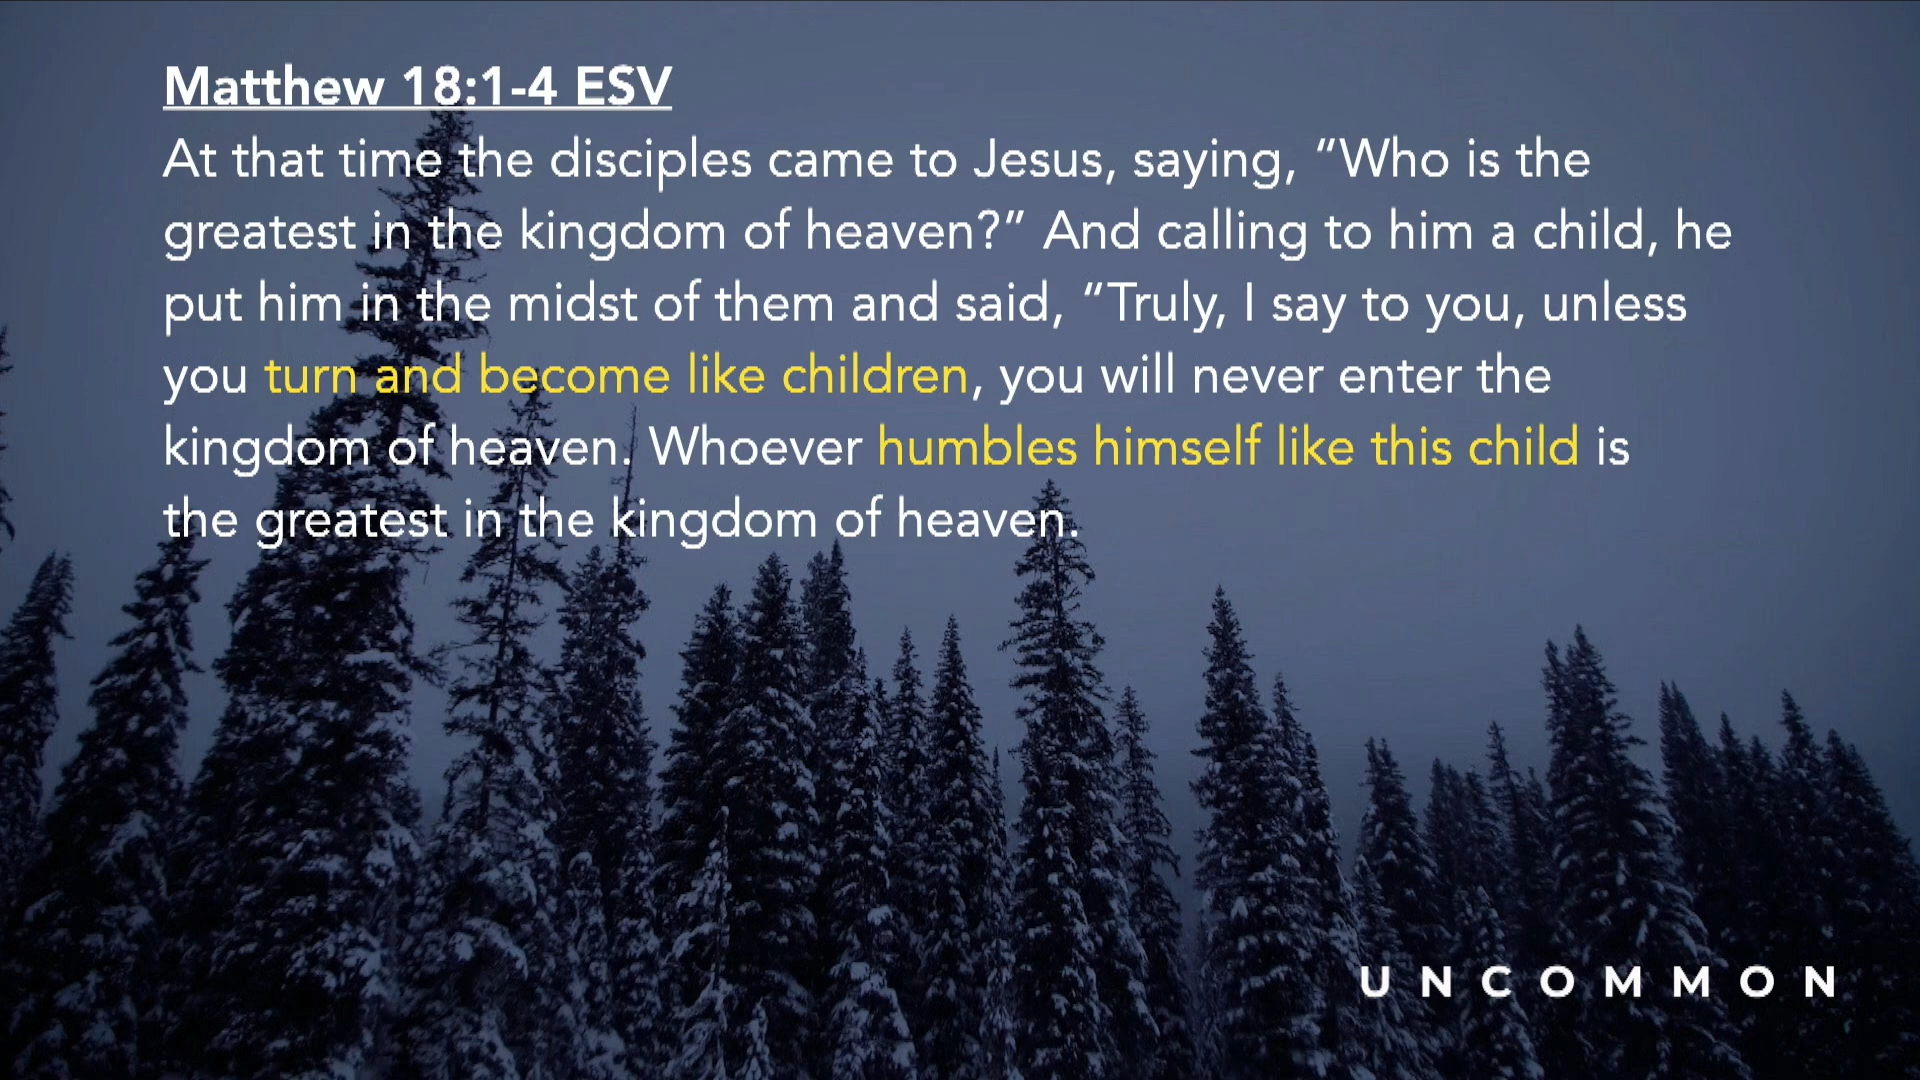 Matthew 18:1-4 ESV
At that time the disciples came to Jesus, saying, “Who is the
greatest in the kingdom of heaven?” And calling to him a child, he
put him in the midst of them and said, “Truly, I say to you, unless
you turn and become like children, you will never enter the
kingdom of heaven. Whoever humbles himself like this child is
the greatest in the kingdom of heaven.
UNCOMMON